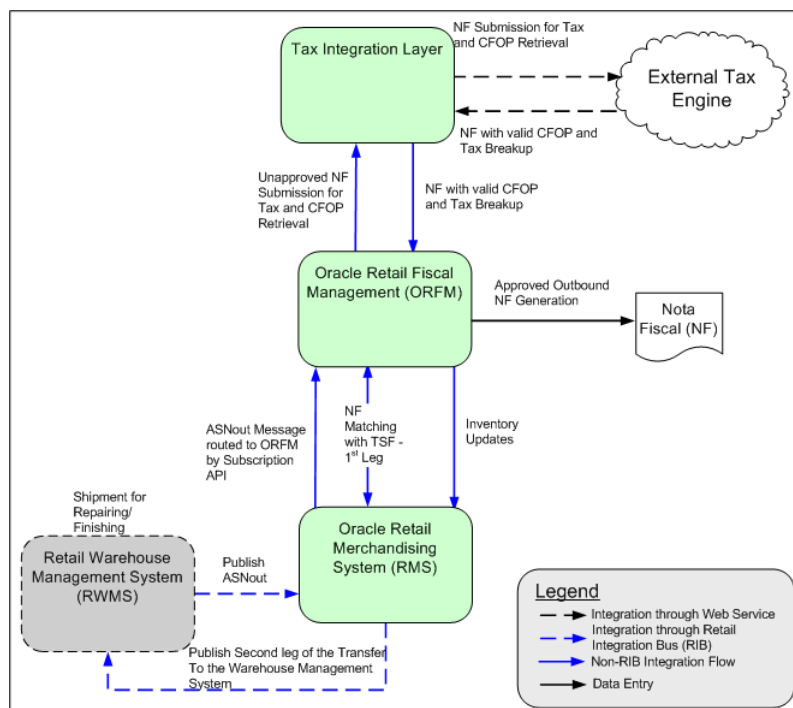 NF Submission for Tax
and CFOP Retrieval
Tax Integration Layer
External Tax
Engine
NF with valid CFOP and
Tax Breakup
Unapproved NF
Submission for
Tax and CFOP
Retrieval
NF with valid CFOP
and Tax Breakup
Oracle Retail Fiscal
Management (ORFM)
Approved Outbound
NF Generation
Nota
Fiscal (NF)
ASNout Message
routed to ORFM
by Subscription
API
NF
Matching
with TSF -
1st Leg
Inventory
Updates
Shipment for
Repairing/
Finishing
Retail Warehouse
Management System
(RWMS)
Publish
ASNout
Oracle Retail
Merchandising
System (RMS)
Publish Second leg of the Transfer
To the Warehouse Management
System
Legend
Integration through Web Service
Integration through Retail
Integration Bus (RIB)
Non-RIB Integration Flow
Data Entry